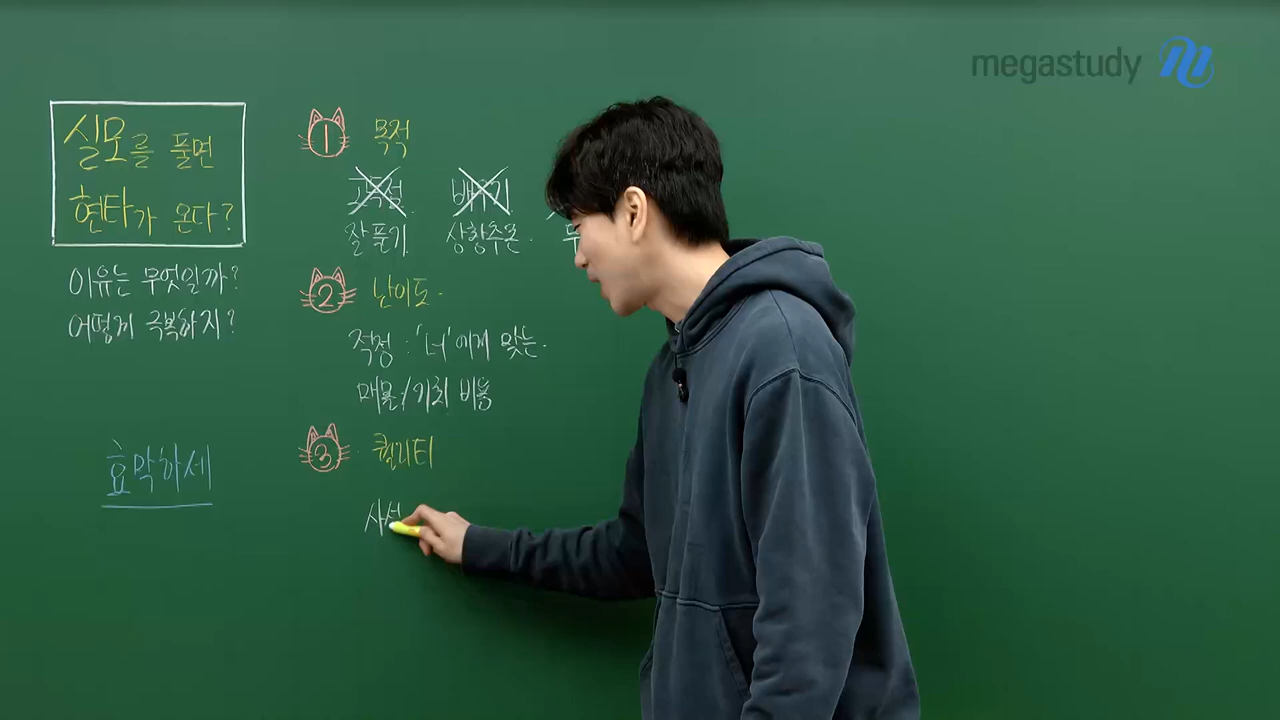 megastudy
실모를 풀면
현타가 온다?
이유는 무엇일까?
어떻게 극복하지?
효막하세
1 목적
고득점 배우기
잘풀기 상황추론.
2 난이도.
적정 : '너'에게 맞는.
매몰/기회 비용
3 퀄리티
사설